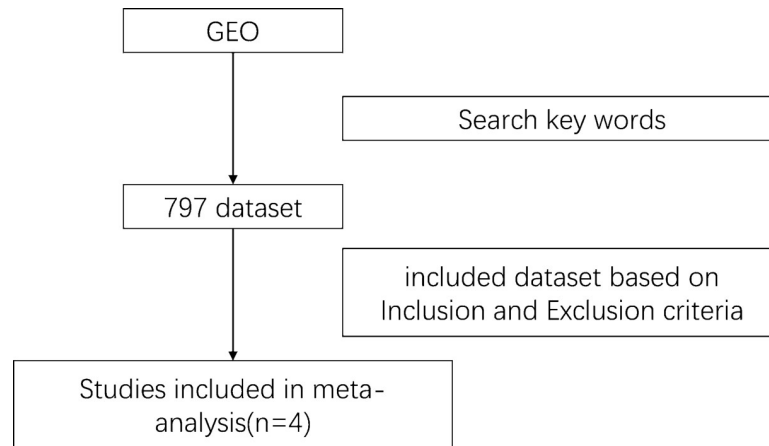 GEO
Search key words
797 dataset
included dataset based on
Inclusion and Exclusion criteria
Studies included in meta-
analysis(n=4)